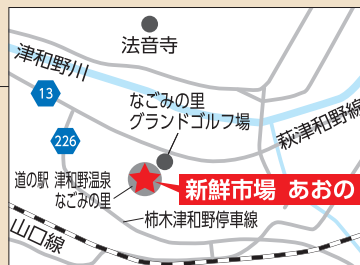 法音寺
津和野川
13
なごみの里
グランドゴルフ場
226
萩津和野線
道の駅 津和野温泉
なごみの里
新鮮市場 あおの
柿木津和野停車線
山口線